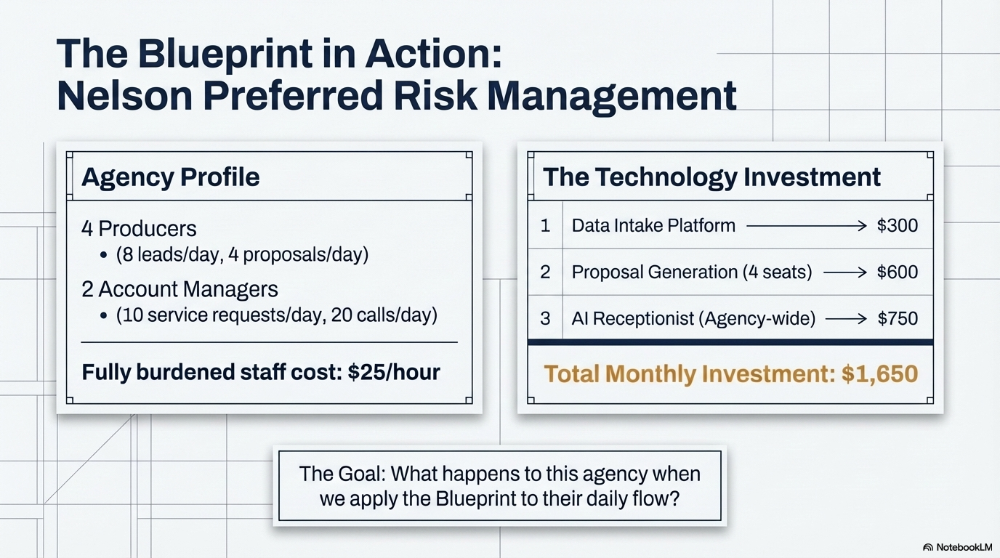 The Blueprint in Action:
Nelson Preferred Risk Management
Agency Profile
4 Producers
• (8 leads/day, 4 proposals/day)
2 Account Managers
• (10 service requests/day, 20 calls/day)
Fully burdened staff cost: $25/hour
The Technology Investment
1 Data Intake Platform $300
2 Proposal Generation (4 seats) $600
3 AI Receptionist (Agency-wide) $750
Total Monthly Investment: $1,650
The Goal: What happens to this agency when
we apply the Blueprint to their daily flow?
NotebookLM